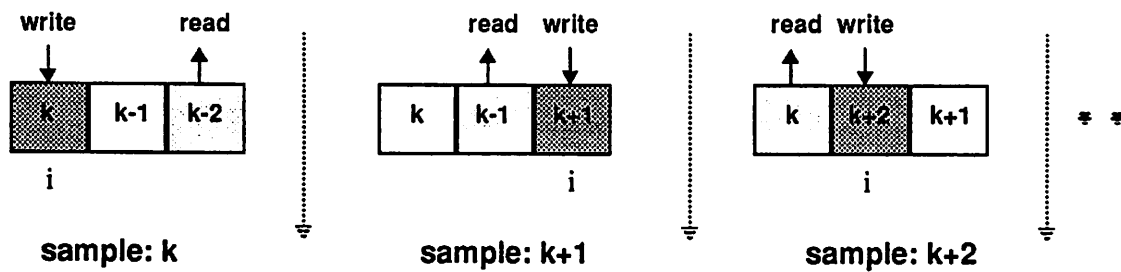 write read read write read write
k k-1 k-2 k k-1 k+1 k k+2 k+1
i i i
sample: k sample: k+1 sample: k+2